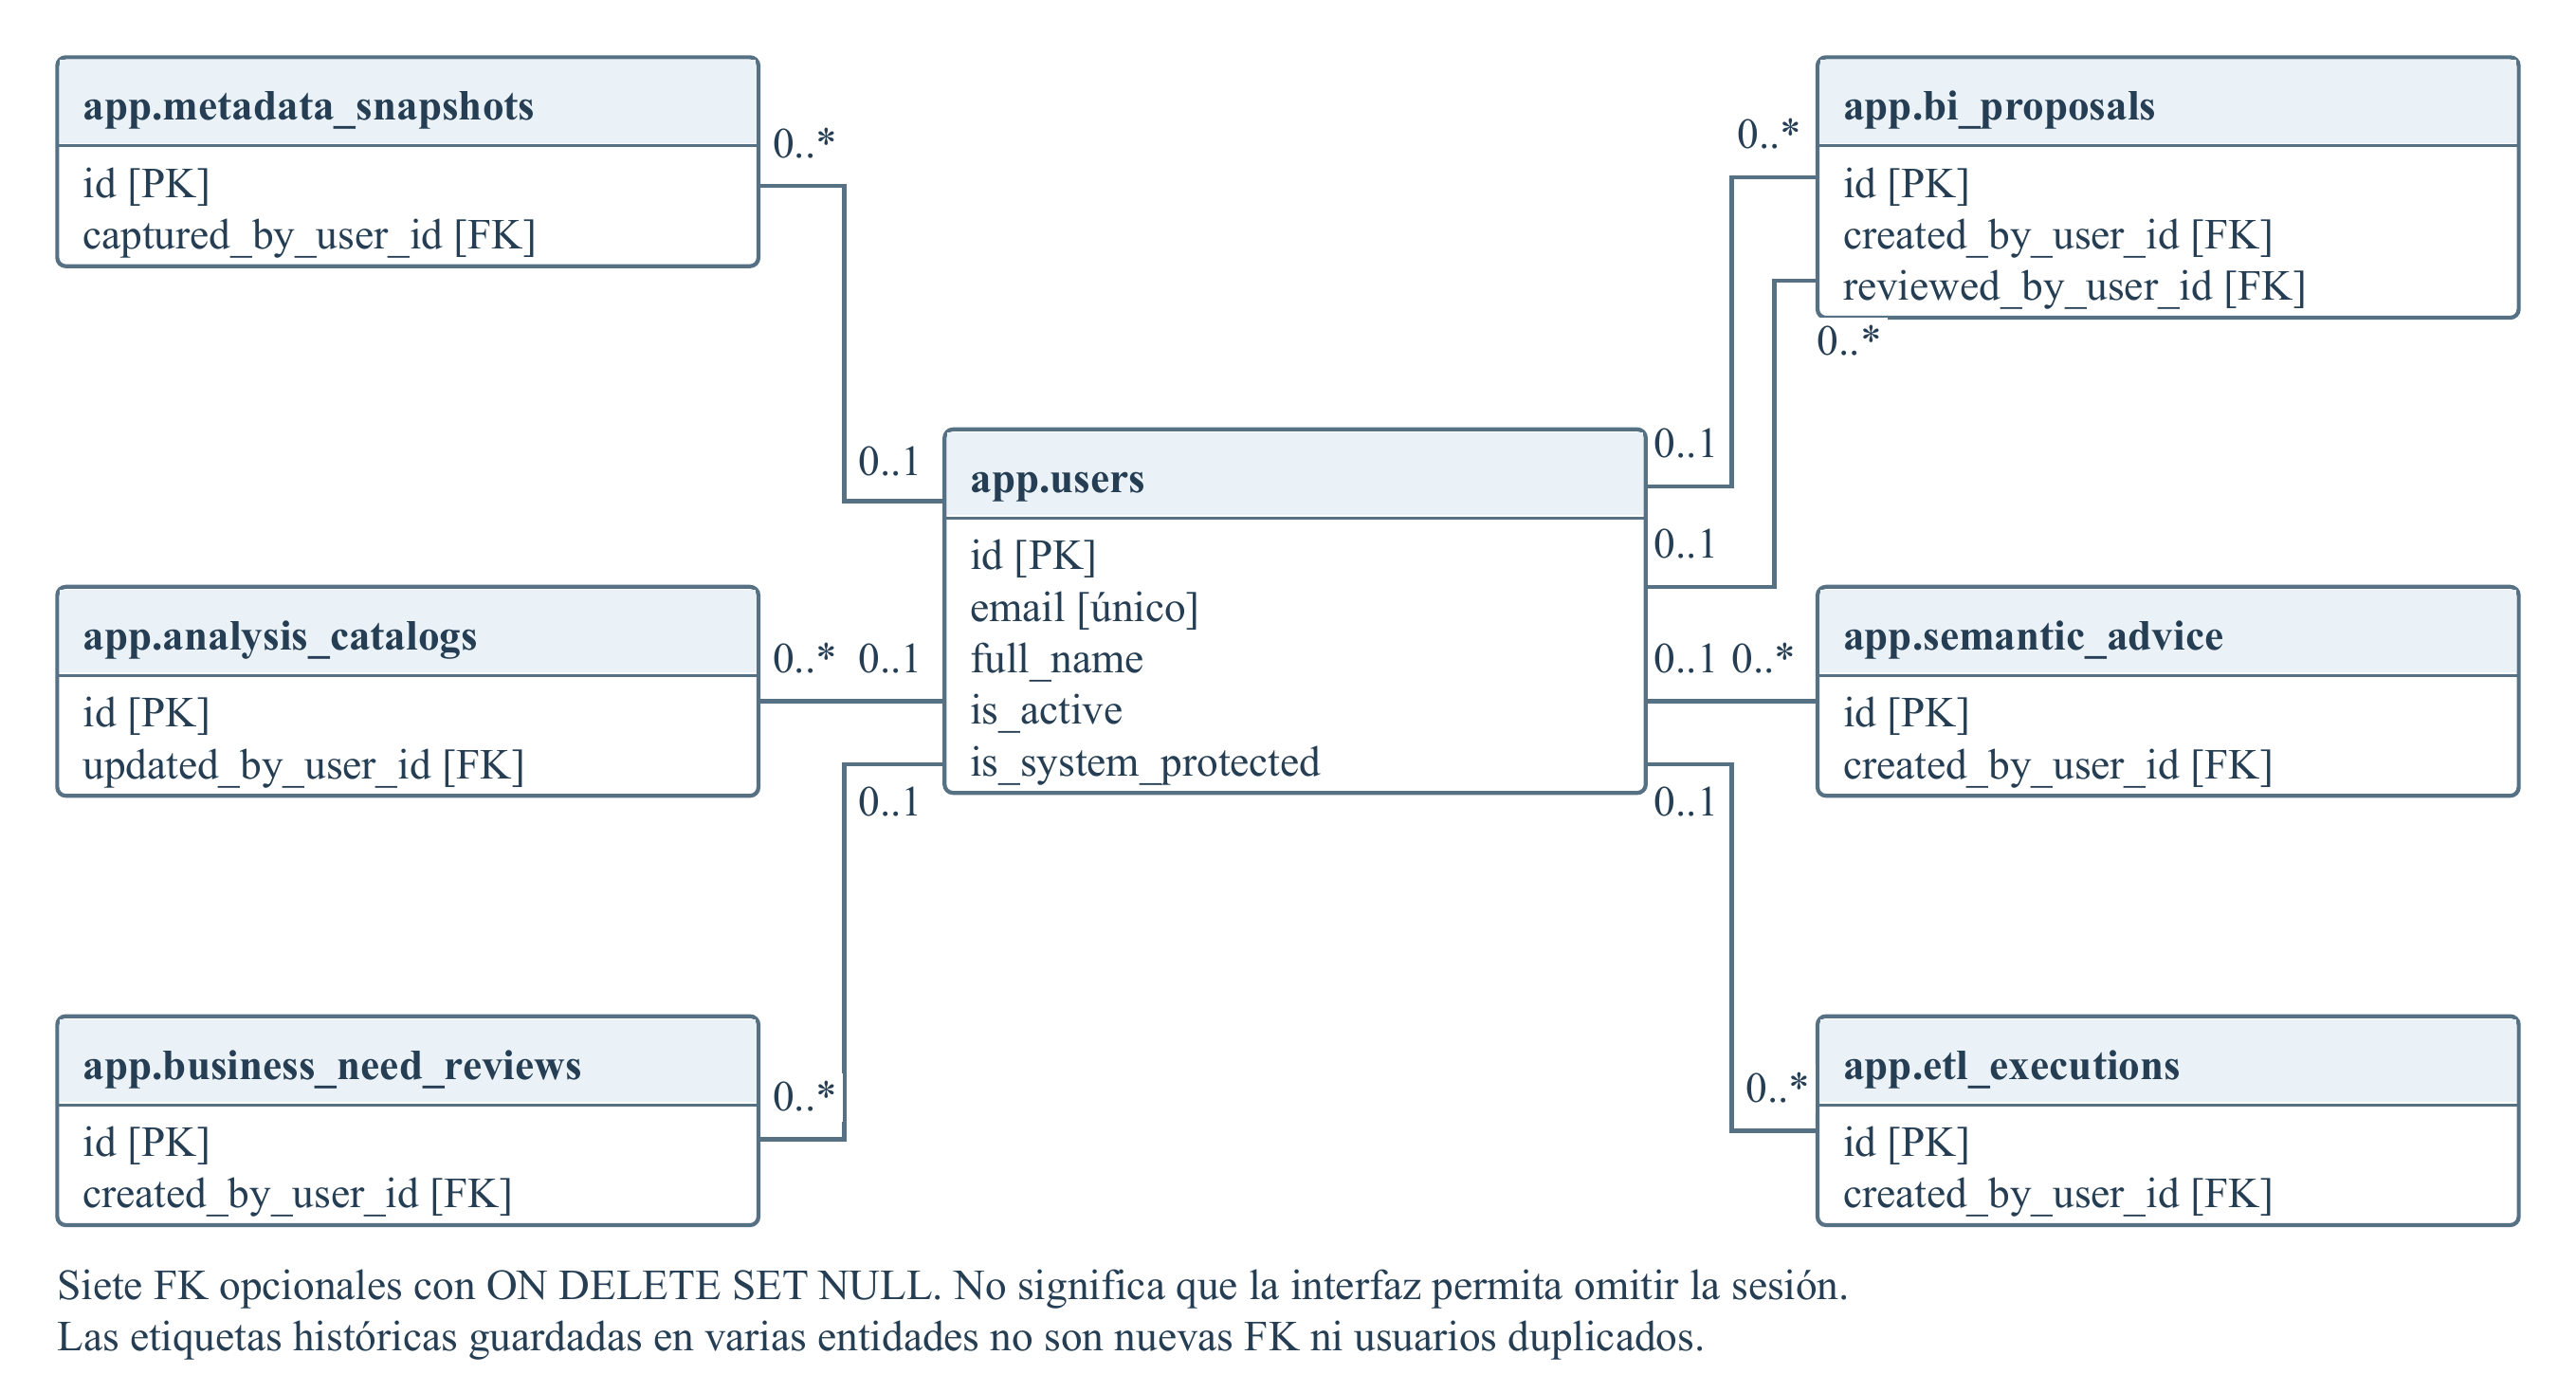 app.metadata_snapshots
id [PK]
captured_by_user_id [FK]
0..*
0..1
app.bi_proposals
id [PK]
created_by_user_id [FK]
reviewed_by_user_id [FK]
0..*
0..*
0..1
0..1
app.users
id [PK]
email [único]
full_name
is_active
is_system_protected
app.analysis_catalogs
id [PK]
updated_by_user_id [FK]
0..* 0..1
0..1 0..*
app.semantic_advice
id [PK]
created_by_user_id [FK]
0..1
0..1
app.business_need_reviews
id [PK]
created_by_user_id [FK]
0..*
0..*
app.etl_executions
id [PK]
created_by_user_id [FK]
Siete FK opcionales con ON DELETE SET NULL. No significa que la interfaz permita omitir la sesión.
Las etiquetas históricas guardadas en varias entidades no son nuevas FK ni usuarios duplicados.